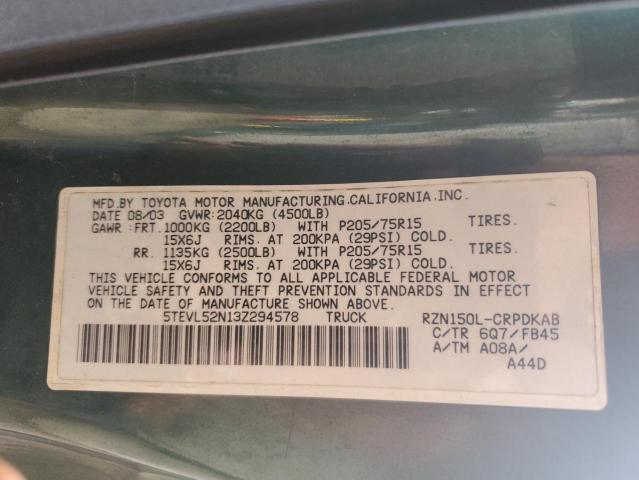 MFD.BY TOYOTA MOTOR MANUFACTURING.CALIFORNIA.INC.
DATE 08/03 GVWR:2040KG (4500LB)
GAWR:FRT.1000KG (2200LB) WITH P205/75R15 TIRES.
15X6J RIMS. AT 200KPA (29PSI) COLD.
RR. 1135KG (2500LB) WITH P205/75R15 TIRES.
15X6J RIMS. AT 200KPA (29PSI) COLD.
THIS VEHICLE CONFORMS TO ALL APPLICABLE FEDERAL MOTOR
VEHICLE SAFETY AND THEFT PREVENTION STANDARDS IN EFFECT
ON THE DATE OF MANUFACTURE SHOWN ABOVE.
5TEVL52N13Z294578 TRUCK RZN150L-CRPDKAB
C/TR 6Q7/FB45
A/TM A08A/
A44D